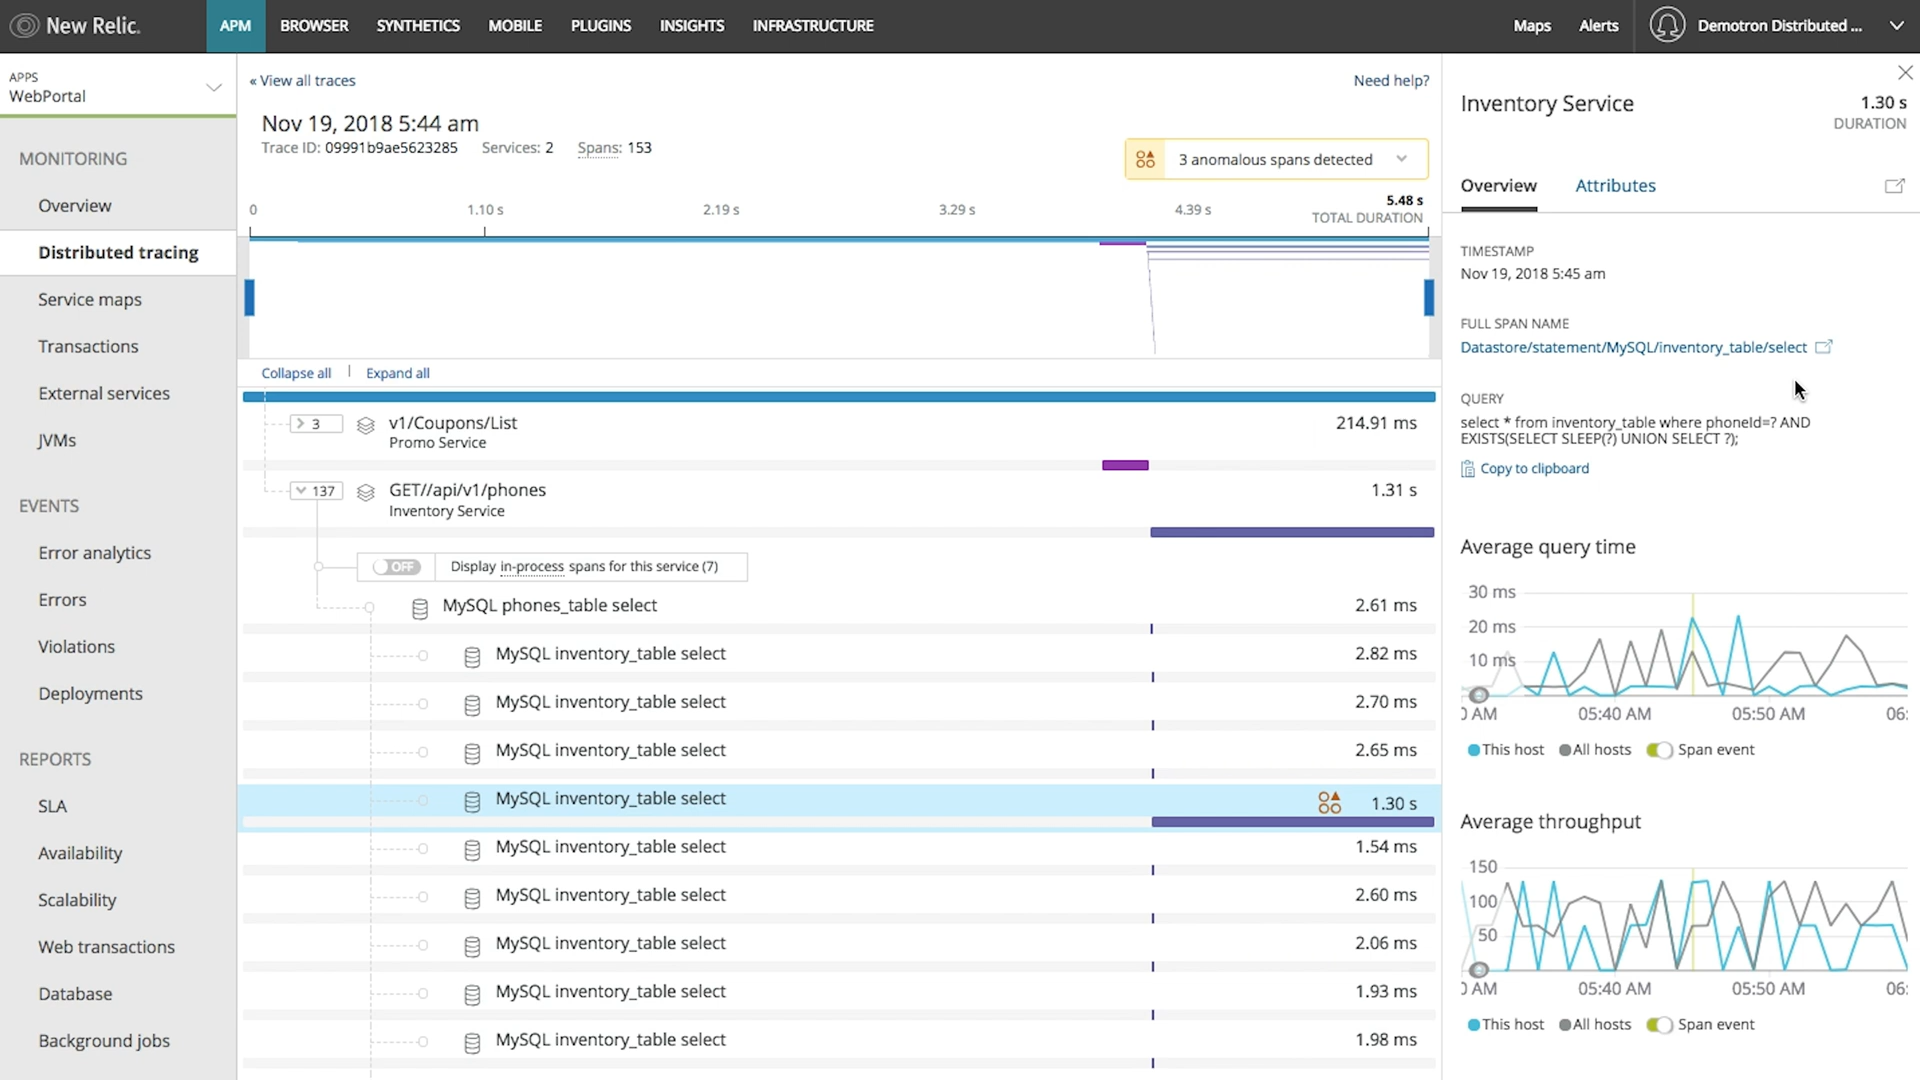 New Relic.
APM BROWSER SYNTHETICS MOBILE PLUGINS INSIGHTS INFRASTRUCTURE
Maps Alerts Demotron Distributed ...
APPS
WebPortal
MONITORING
Overview
Distributed tracing
Service maps
Transactions
External services
JVMs
EVENTS
Error analytics
Errors
Violations
Deployments
REPORTS
SLA
Availability
Scalability
Web transactions
Database
Background jobs
« View all traces
Need help?
Nov 19, 2018 5:44 am
Trace ID: 09991b9ae5623285 Services: 2 Spans: 153
3 anomalous spans detected
0 1.10 s 2.19 s 3.29 s 4.39 s 5.48 s
TOTAL DURATION
Collapse all | Expand all
3 v1/Coupons/List 214.91 ms
Promo Service
137 GET//api/v1/phones 1.31 s
Inventory Service
OFF Display in-process spans for this service (7)
MySQL phones_table select 2.61 ms
MySQL inventory_table select 2.82 ms
MySQL inventory_table select 2.70 ms
MySQL inventory_table select 2.65 ms
MySQL inventory_table select 1.30 s
MySQL inventory_table select 1.54 ms
MySQL inventory_table select 2.60 ms
MySQL inventory_table select 2.06 ms
MySQL inventory_table select 1.93 ms
MySQL inventory_table select 1.98 ms
Inventory Service 1.30 s
DURATION
Overview Attributes
TIMESTAMP
Nov 19, 2018 5:45 am
FULL SPAN NAME
Datastore/statement/MySQL/inventory_table/select
QUERY
select * from inventory_table where phoneId=? AND
EXISTS(SELECT SLEEP(?) UNION SELECT ?);
Copy to clipboard
Average query time
30 ms
20 ms
10 ms
0 AM 05:40 AM 05:50 AM 06:
This host All hosts Span event
Average throughput
150
100
50
0 AM 05:40 AM 05:50 AM 06:
This host All hosts Span event